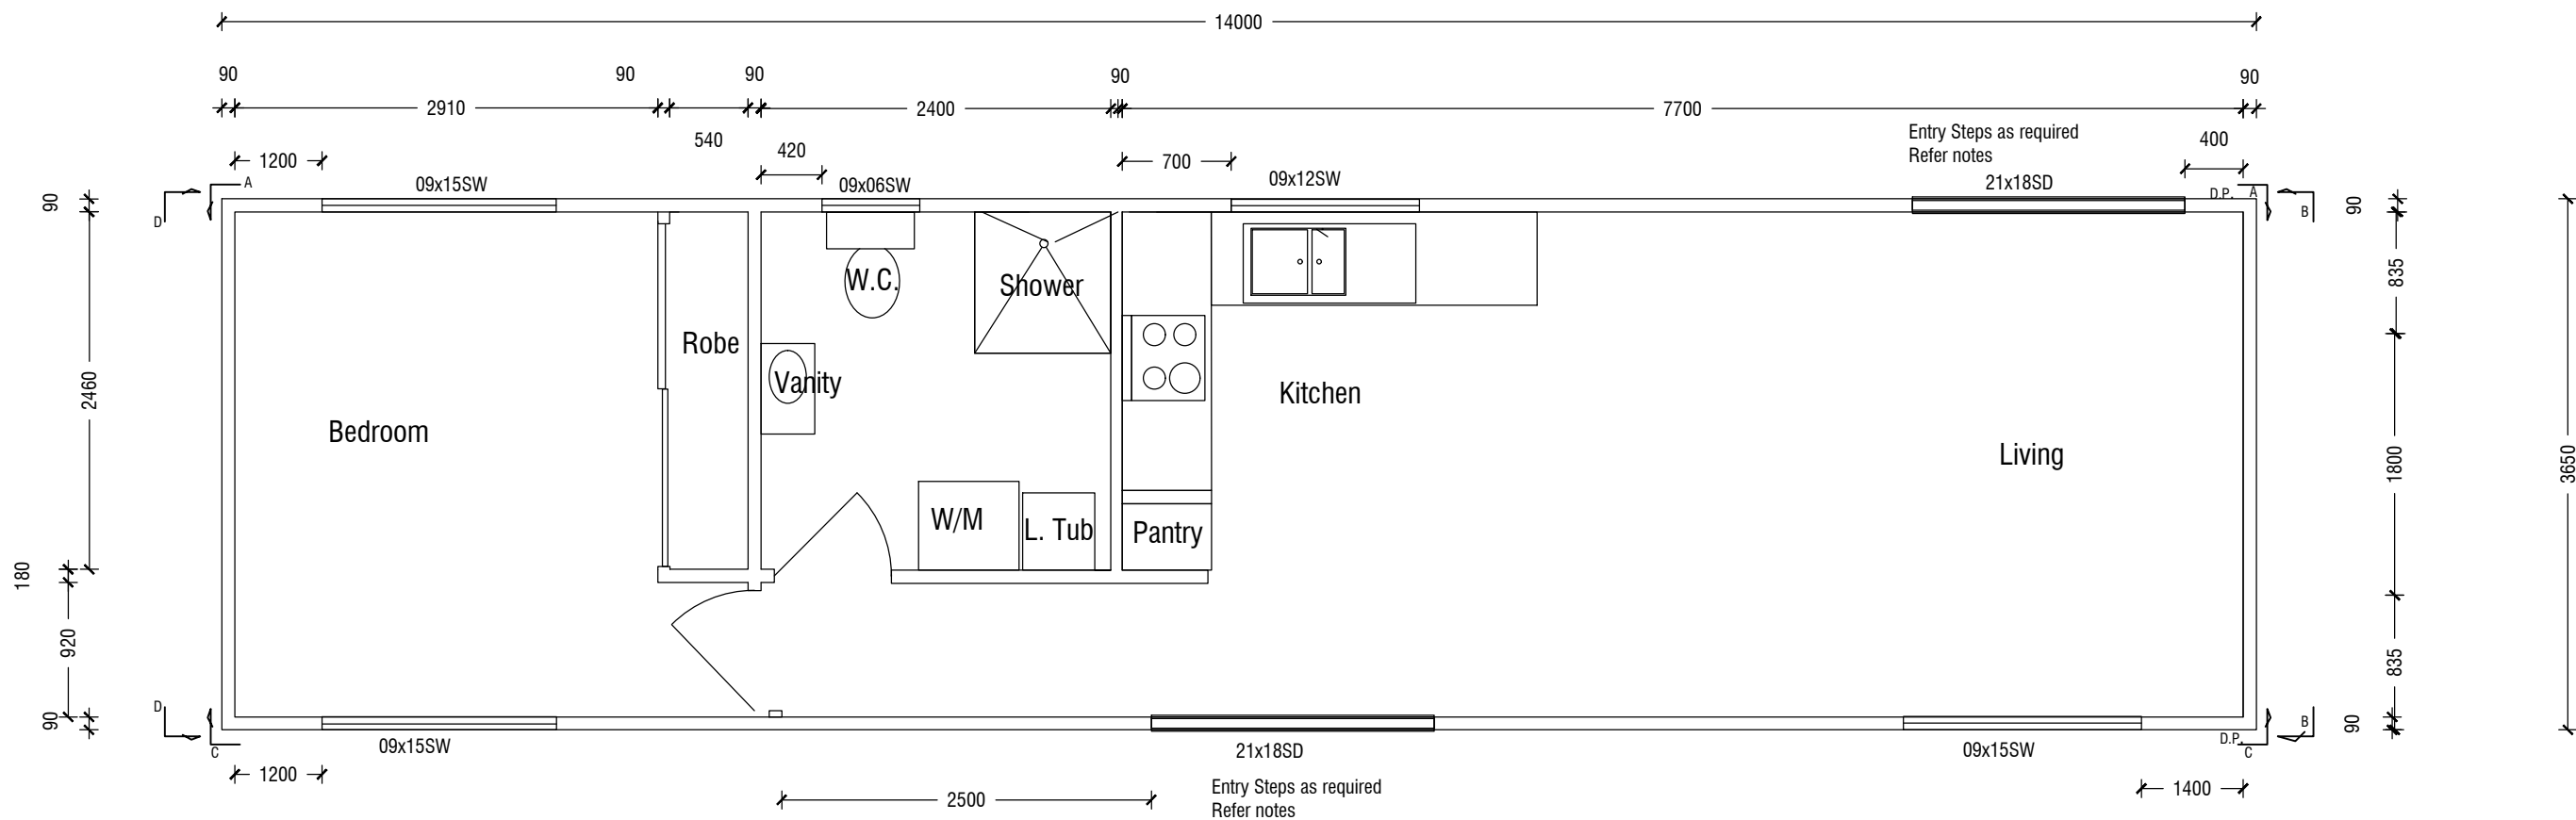 14000
90
90
90
90
90
2910
2400
7700
540
420
1200
700
Entry Steps as required
Refer notes
400
A
09x15SW
09x06SW
09x12SW
21x18SD
D.P.
A
90
D
B
90
W.C.
Shower
835
Robe
2460
Vanity
Kitchen
Bedroom
Living
1800
3650
W/M
L. Tub
Pantry
180
920
835
90
D
B
90
C
09x15SW
21x18SD
09x15SW
D.P.
C
1200
2500
Entry Steps as required
Refer notes
1400